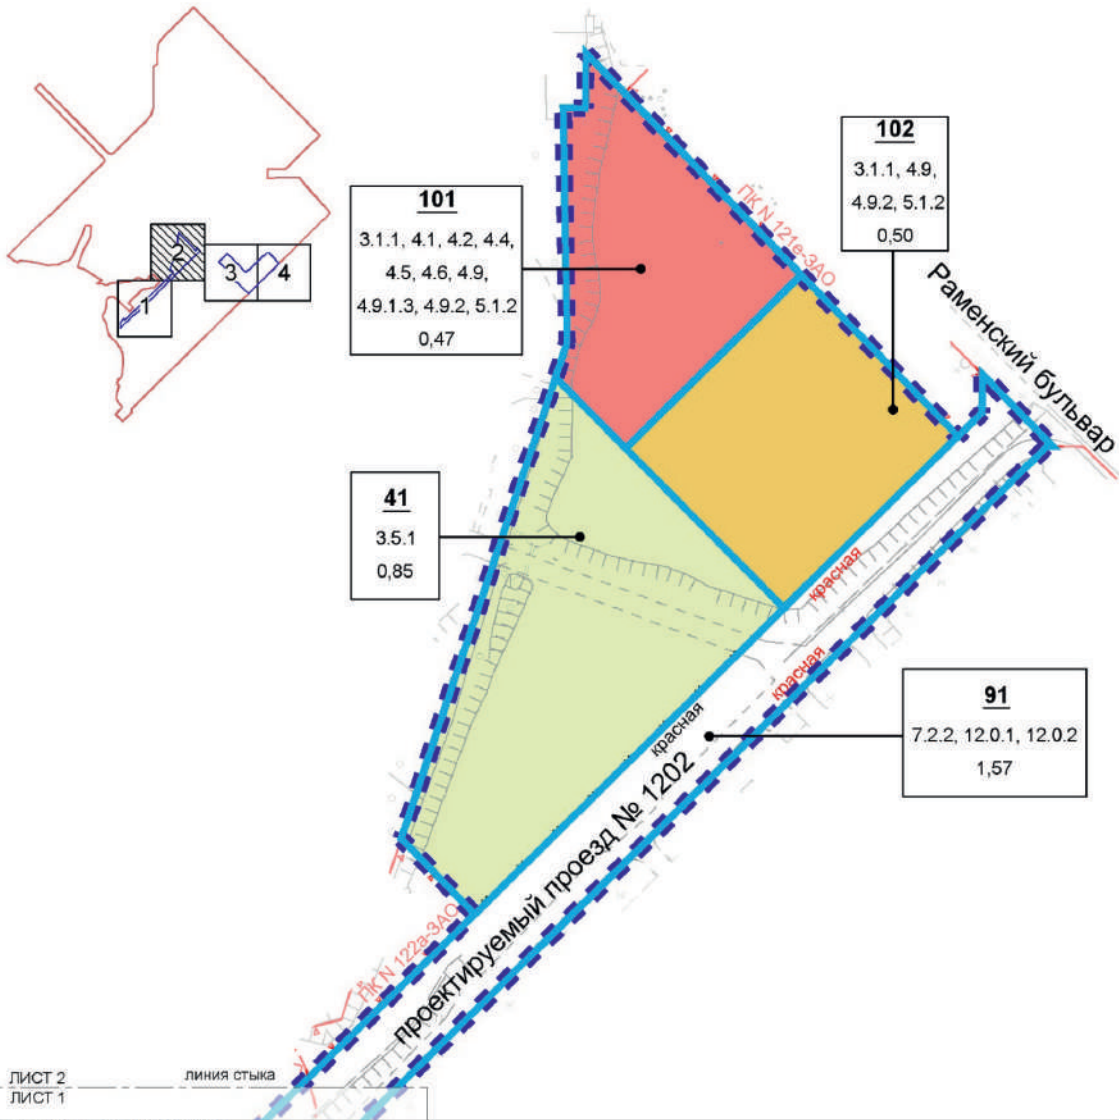 102
3.1.1, 4.9,
4.9.2, 5.1.2
0,50
101
3.1.1, 4.1, 4.2, 4.4,
4.5, 4.6, 4.9,
4.9.1.3, 4.9.2, 5.1.2
0,47
ПК N 121е-ЗАО
Раменский бульвар
2
3
4
1
41
3.5.1
0,85
красная
красная
красная
91
7.2.2, 12.0.1, 12.0.2
1,57
проектируемый проезд № 1202
ПК N 122а-ЗАО
ЛИСТ 2
линия стыка
ЛИСТ 1